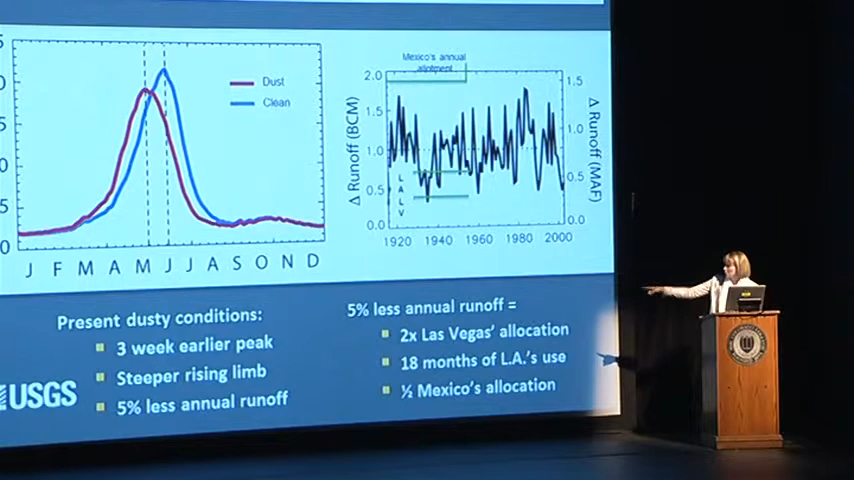 Dust
Clean
J F M A M J J A S O N D
Mexico's annual
allotment
2.0
1.5
1.0
0.5
0.0
Δ Runoff (BCM)
L
A L
V
1920 1940 1960 1980 2000
1.5
1.0
0.5
0.0
Δ Runoff (MAF)
Present dusty conditions:
3 week earlier peak
Steeper rising limb
5% less annual runoff
5% less annual runoff =
2x Las Vegas' allocation
18 months of L.A.'s use
½ Mexico's allocation
USGS